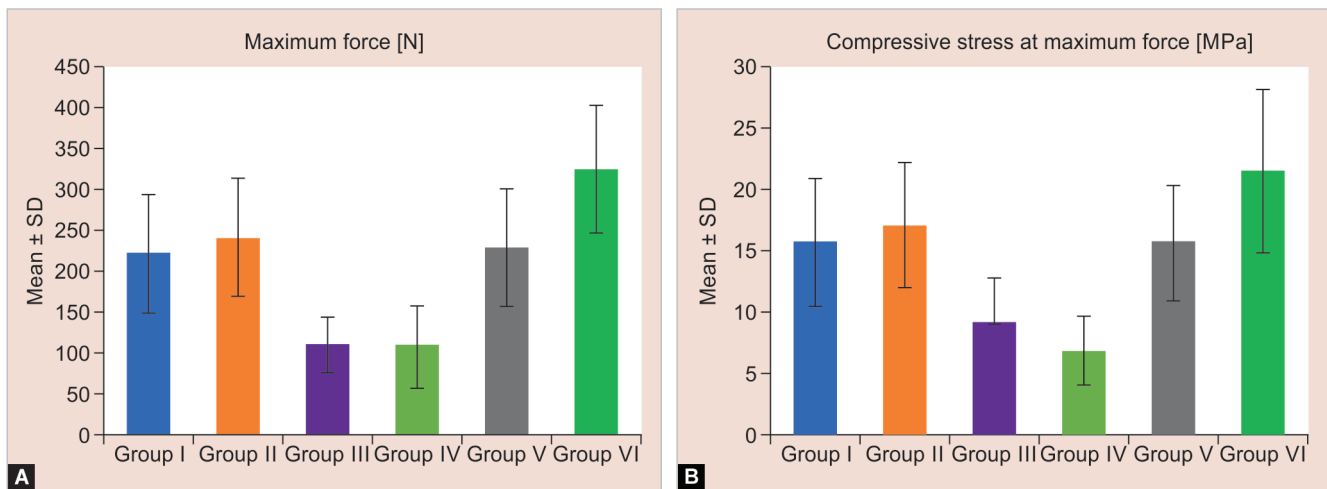 Maximum force [N]
Mean ± SD
450
400
350
300
250
200
150
100
50
0
Group I Group II Group III Group IV Group V Group VI
A
Compressive stress at maximum force [MPa]
Mean ± SD
30
25
20
15
10
5
0
Group I Group II Group III Group IV Group V Group VI
B